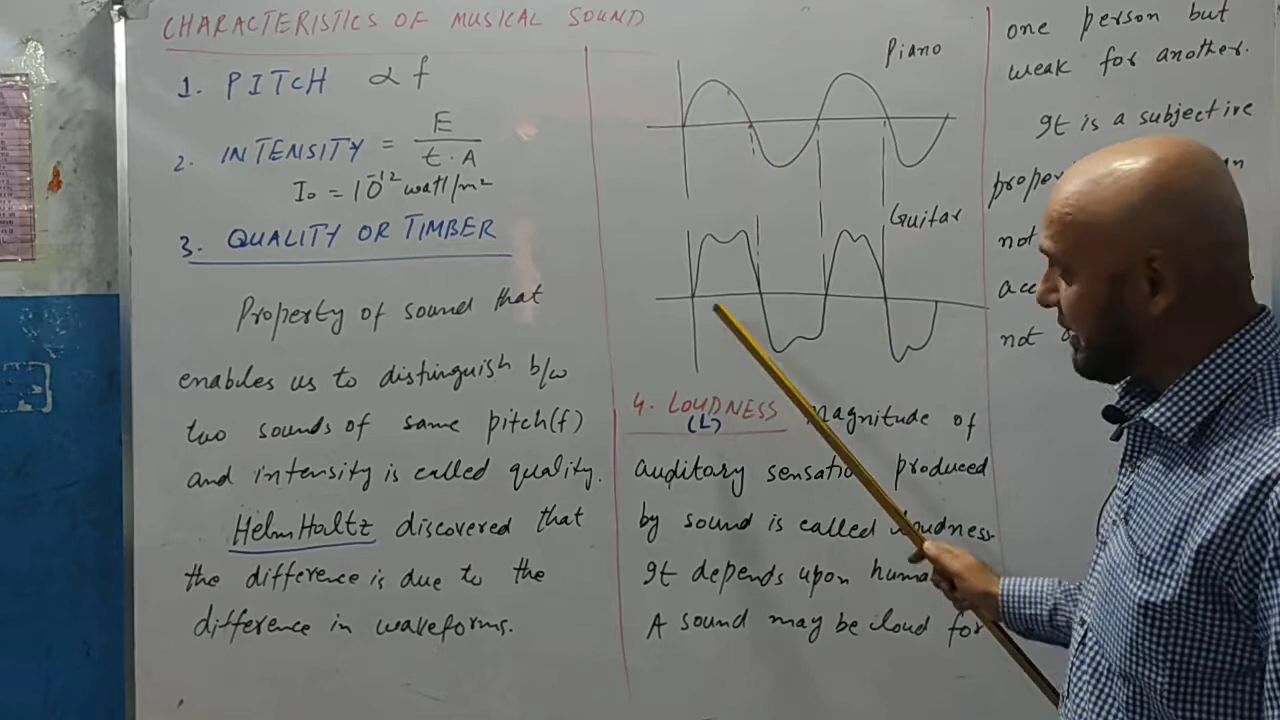 CHARACTERISTICS OF MUSICAL SOUND
1. PITCH ∝ f
2. INTENSITY = E / t . A
I₀ = 10⁻¹² watt/m²
3. QUALITY OR TIMBER
Property of sound that
enables us to distinguish b/w
two sounds of same pitch(f)
and intensity is called quality.
HelmHoltz discovered that
the difference is due to the
difference in waveforms.
Piano
Guitar
4. LOUDNESS magnitude of
(L)
auditary sensation produced
by sound is called loudness
It depends upon
A sound may be loud for
one person but
weak for another.
It is a subjective
not
not